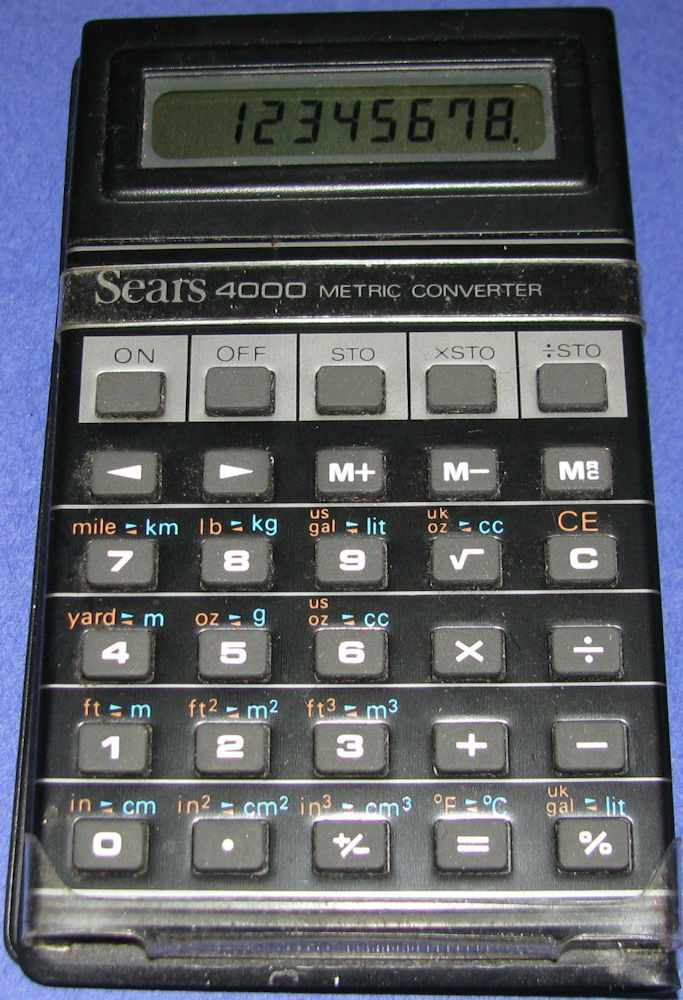 12345678.
Sears 4000 METRIC CONVERTER
ON OFF STO ×STO ÷STO
◄ ► M+ M− MRC
mile km lb kg us gal lit uk oz cc CE
7 8 9 √ C
yard m oz g us oz cc
4 5 6 × ÷
ft m ft² m² ft³ m³
1 2 3 + −
in cm in² cm² in³ cm³ °F °C uk gal lit
0 • +/− = %